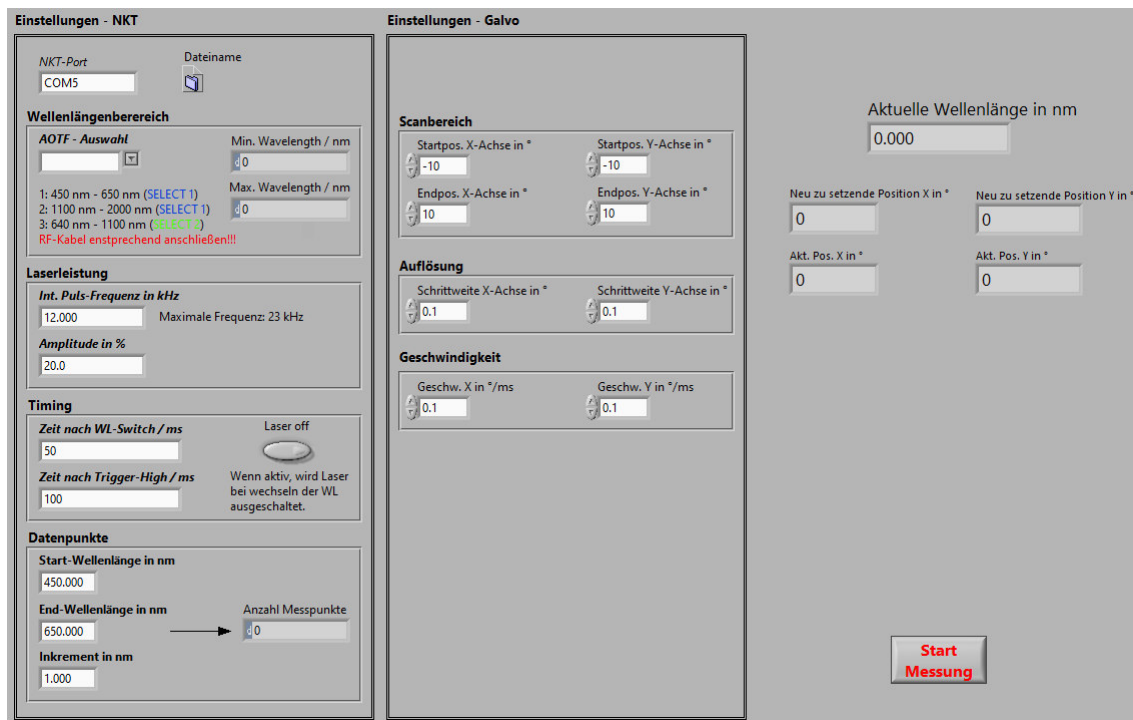 Einstellungen - NKT
NKT-Port
Dateiname
COM5
Wellenlängenberereich
AOTF - Auswahl
Min. Wavelength / nm
d 0
1: 450 nm - 650 nm (SELECT 1)
2: 1100 nm - 2000 nm (SELECT 1)
3: 640 nm - 1100 nm (SELECT 2)
RF-Kabel enstprechend anschließen!!!
Max. Wavelength / nm
d 0
Laserleistung
Int. Puls-Frequenz in kHz
12.000
Maximale Frequenz: 23 kHz
Amplitude in %
20.0
Timing
Zeit nach WL-Switch / ms
50
Laser off
Zeit nach Trigger-High / ms
100
Wenn aktiv, wird Laser
bei wechseln der WL
ausgeschaltet.
Datenpunkte
Start-Wellenlänge in nm
450.000
End-Wellenlänge in nm
650.000
Anzahl Messpunkte
d 0
Inkrement in nm
1.000
Einstellungen - Galvo
Scanbereich
Startpos. X-Achse in °
-10
Startpos. Y-Achse in °
-10
Endpos. X-Achse in °
10
Endpos. Y-Achse in °
10
Auflösung
Schrittweite X-Achse in °
0.1
Schrittweite Y-Achse in °
0.1
Geschwindigkeit
Geschw. X in °/ms
0.1
Geschw. Y in °/ms
0.1
Aktuelle Wellenlänge in nm
0.000
Neu zu setzende Position X in °
0
Neu zu setzende Position Y in °
0
Akt. Pos. X in °
0
Akt. Pos. Y in °
0
Start
Messung